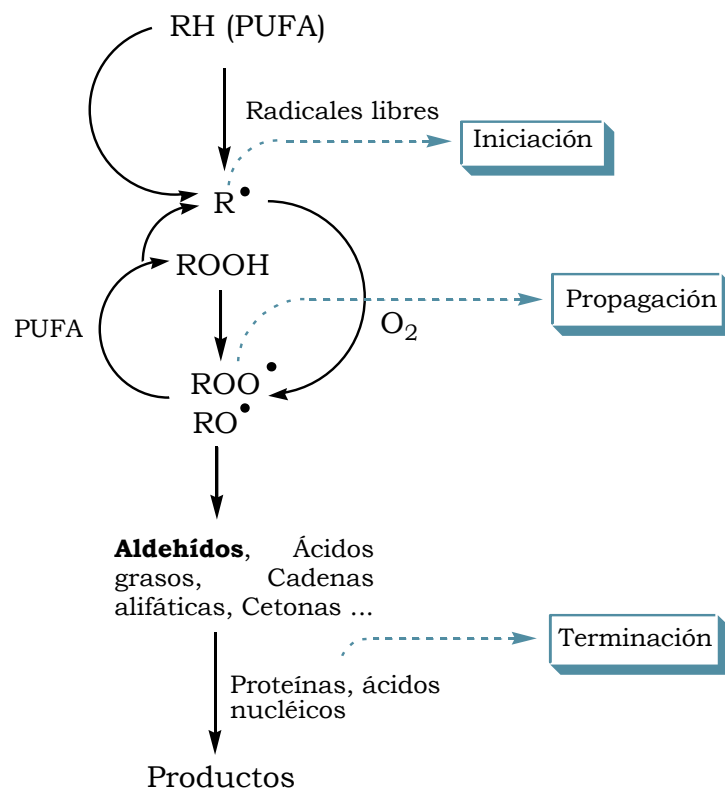 RH (PUFA)
Radicales libres
Iniciación
R•
ROOH
Propagación
PUFA
O2
ROO•
RO•
Aldehídos, Ácidos
grasos, Cadenas
alifáticas, Cetonas ...
Terminación
Proteínas, ácidos
nucléicos
Productos